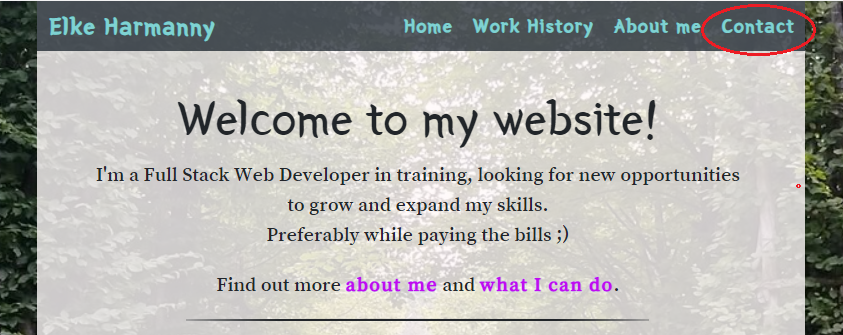 Elke Harmanny Home Work History About me Contact
Welcome to my website!
I'm a Full Stack Web Developer in training, looking for new opportunities
to grow and expand my skills.
Preferably while paying the bills ;)
Find out more about me and what I can do.